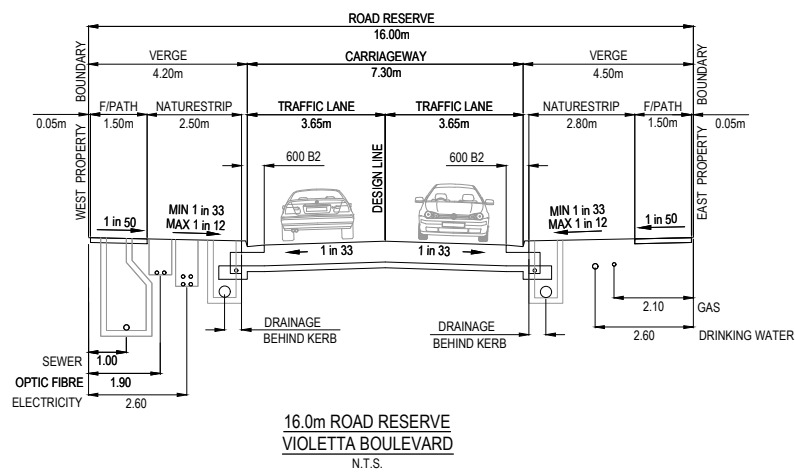 ROAD RESERVE
16.00m
VERGE
4.20m
CARRIAGEWAY
7.30m
VERGE
4.50m
WEST PROPERTY BOUNDARY
EAST PROPERTY BOUNDARY
0.05m
F/PATH
1.50m
NATURESTRIP
2.50m
TRAFFIC LANE
3.65m
TRAFFIC LANE
3.65m
NATURESTRIP
2.80m
F/PATH
1.50m
0.05m
600 B2
DESIGN LINE
600 B2
1 in 50
MIN 1 in 33
MAX 1 in 12
1 in 33
1 in 33
MIN 1 in 33
MAX 1 in 12
1 in 50
DRAINAGE
BEHIND KERB
DRAINAGE
BEHIND KERB
2.10
GAS
2.60
DRINKING WATER
SEWER
1.00
OPTIC FIBRE
1.90
ELECTRICITY
2.60
16.0m ROAD RESERVE
VIOLETTA BOULEVARD
N.T.S.